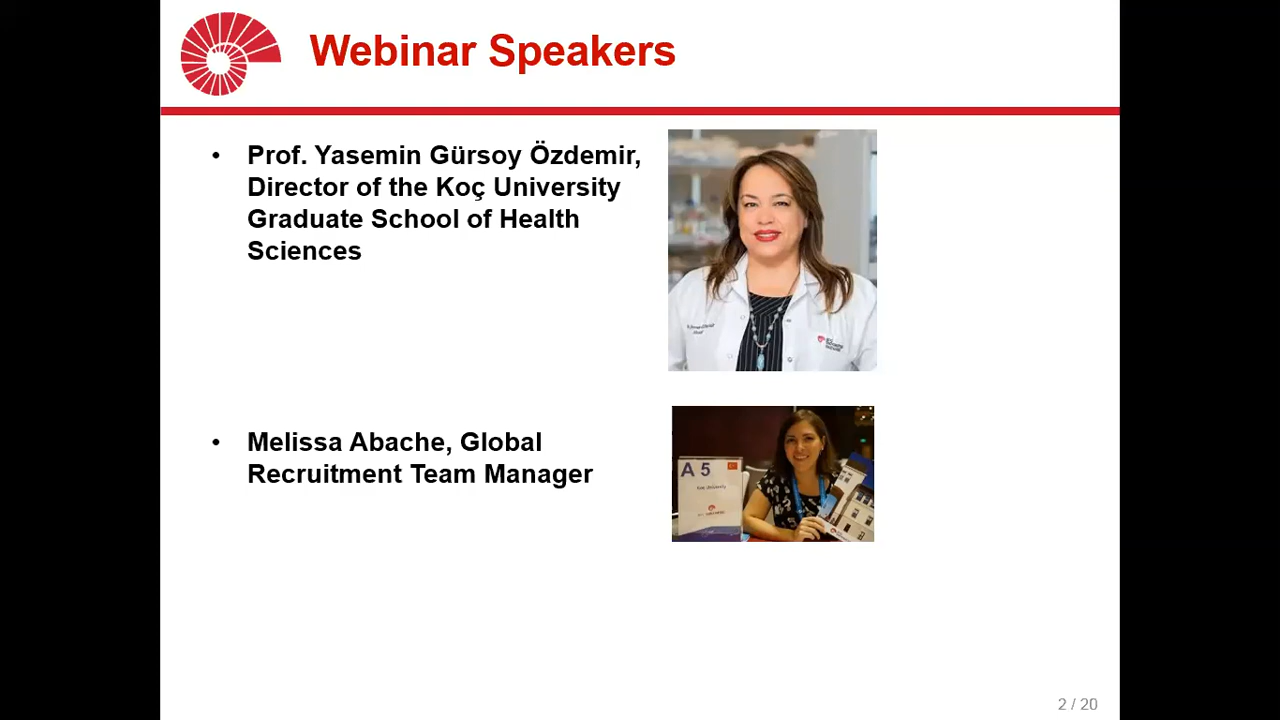 Webinar Speakers
• Prof. Yasemin Gürsoy Özdemir,
Director of the Koç University
Graduate School of Health
Sciences
• Melissa Abache, Global
Recruitment Team Manager
A 5
2 / 20